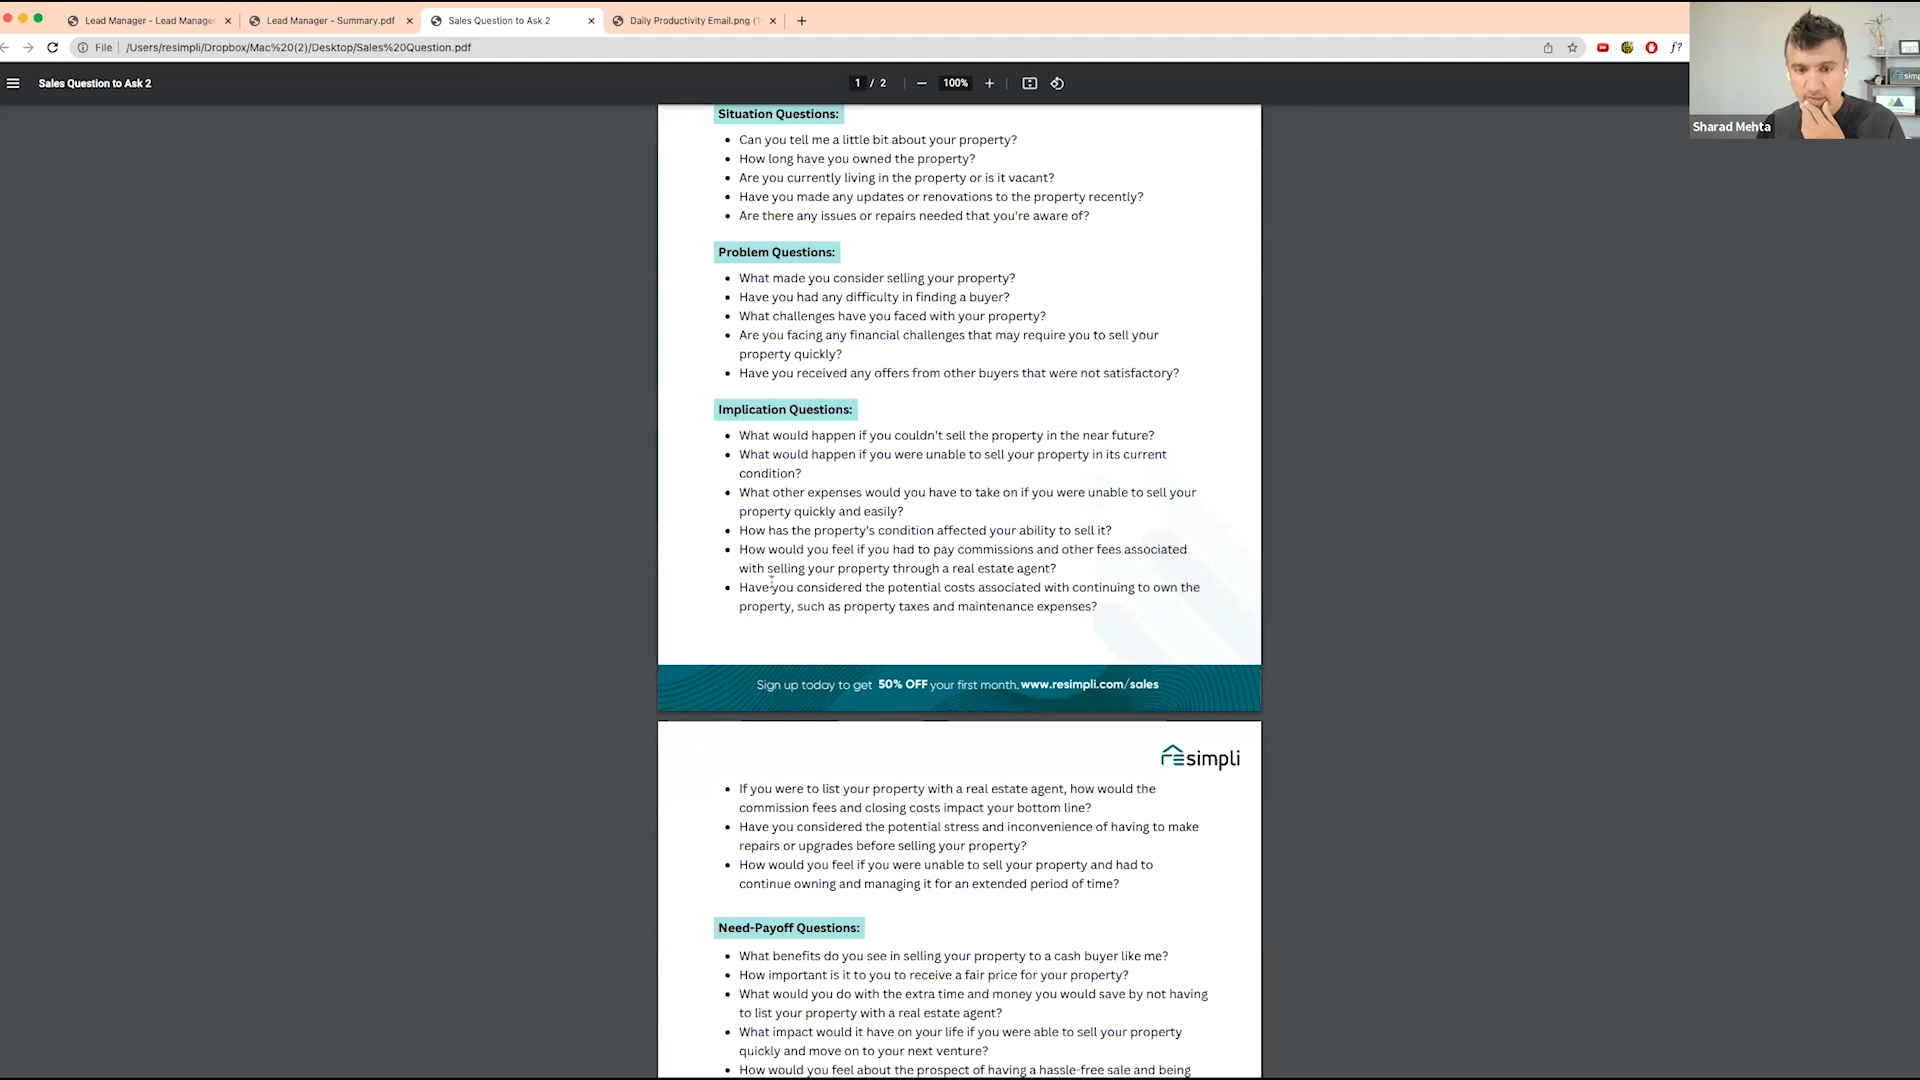 Lead Manager - Lead Manager
Lead Manager - Summary.pdf
Sales Question to Ask 2
Daily Productivity Email.png (1
File
/Users/resimpli/Dropbox/Mac%20(2)/Desktop/Sales%20Question.pdf
Sales Question to Ask 2
1 / 2
100%
Sharad Mehta
Situation Questions:
• Can you tell me a little bit about your property?
• How long have you owned the property?
• Are you currently living in the property or is it vacant?
• Have you made any updates or renovations to the property recently?
• Are there any issues or repairs needed that you're aware of?
Problem Questions:
• What made you consider selling your property?
• Have you had any difficulty in finding a buyer?
• What challenges have you faced with your property?
• Are you facing any financial challenges that may require you to sell your
property quickly?
• Have you received any offers from other buyers that were not satisfactory?
Implication Questions:
• What would happen if you couldn't sell the property in the near future?
• What would happen if you were unable to sell your property in its current
condition?
• What other expenses would you have to take on if you were unable to sell your
property quickly and easily?
• How has the property's condition affected your ability to sell it?
• How would you feel if you had to pay commissions and other fees associated
with selling your property through a real estate agent?
• Have you considered the potential costs associated with continuing to own the
property, such as property taxes and maintenance expenses?
Sign up today to get 50% OFF your first month. www.resimpli.com/sales
REsimpli
• If you were to list your property with a real estate agent, how would the
commission fees and closing costs impact your bottom line?
• Have you considered the potential stress and inconvenience of having to make
repairs or upgrades before selling your property?
• How would you feel if you were unable to sell your property and had to
continue owning and managing it for an extended period of time?
Need-Payoff Questions:
• What benefits do you see in selling your property to a cash buyer like me?
• How important is it to you to receive a fair price for your property?
• What would you do with the extra time and money you would save by not having
to list your property with a real estate agent?
• What impact would it have on your life if you were able to sell your property
quickly and move on to your next venture?
• How would you feel about the prospect of having a hassle-free sale and being